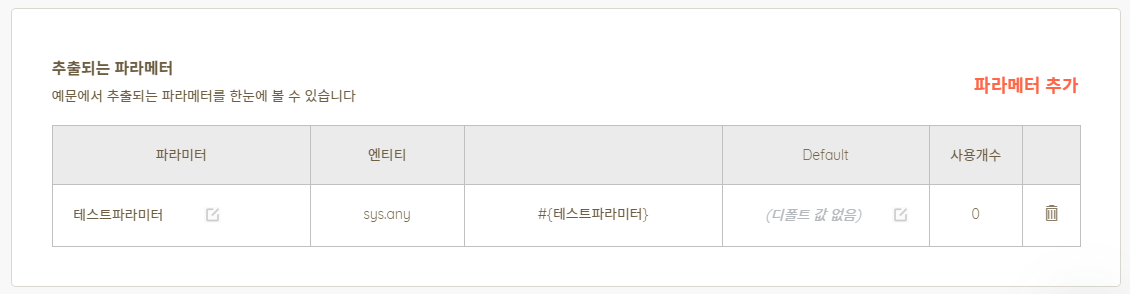 추출되는 파라메터
예문에서 추출되는 파라메터를 한눈에 볼 수 있습니다
파라메터 추가
파라미터 엔티티 Default 사용개수
테스트파라미터 sys.any #{테스트파라미터} (디폴트 값 없음) 0